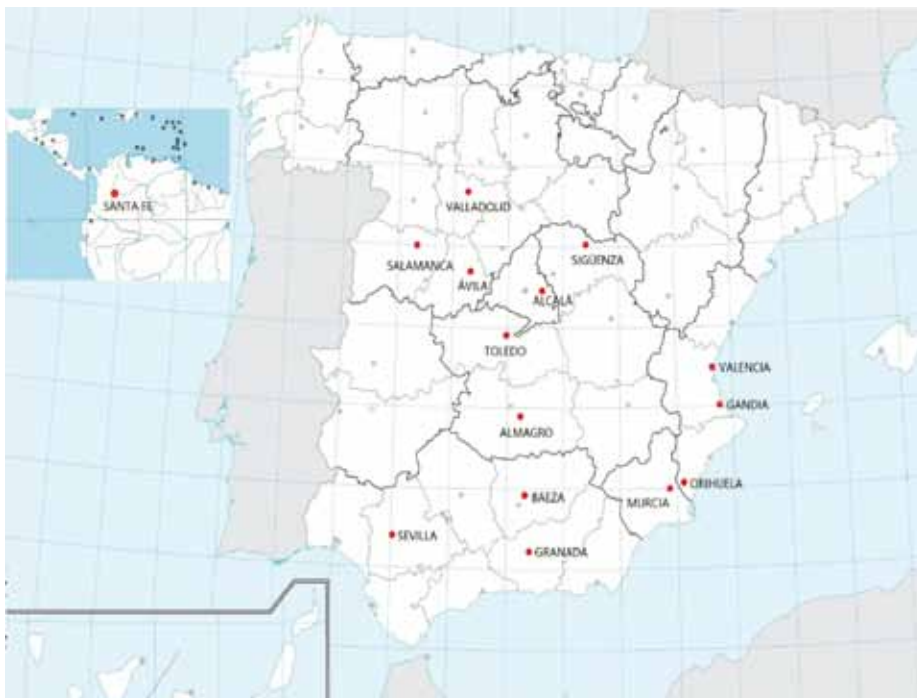 SANTA FE
VALLADOLID
SALAMANCA
SIGÜENZA
ÁVILA
ALCALÁ
TOLEDO
VALENCIA
GANDIA
ALMAGRO
ORIHUELA
MURCIA
BAEZA
SEVILLA
GRANADA